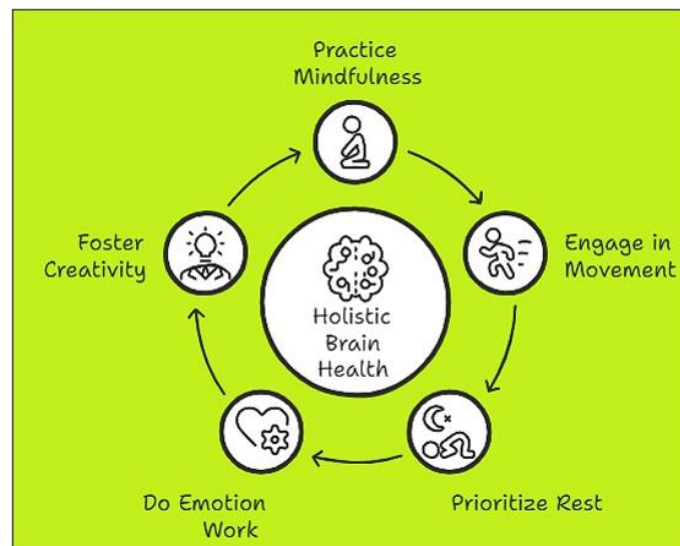 Practice
Mindfulness
Engage in
Movement
Prioritize Rest
Do Emotion
Work
Foster
Creativity
Holistic
Brain
Health